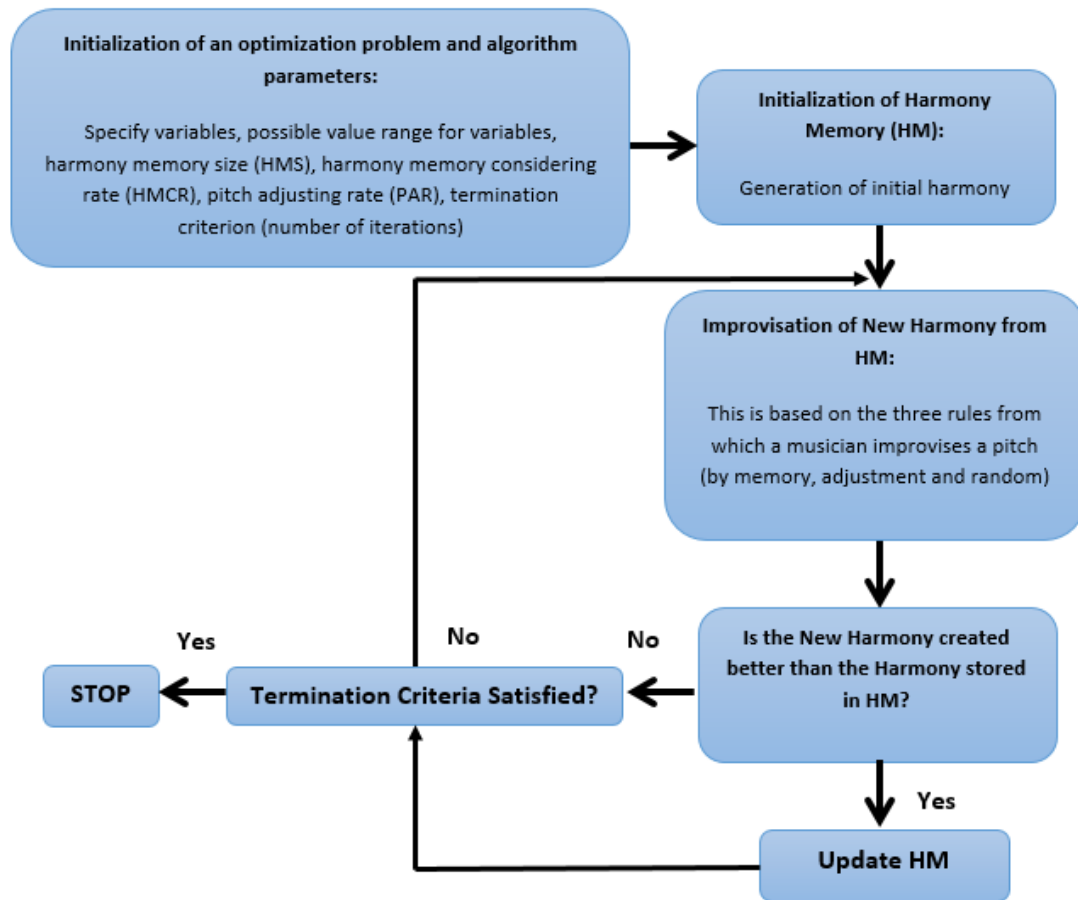 Initialization of an optimization problem and algorithm
parameters:
Specify variables, possible value range for variables,
harmony memory size (HMS), harmony memory considering
rate (HMCR), pitch adjusting rate (PAR), termination
criterion (number of iterations)
Initialization of Harmony
Memory (HM):
Generation of initial harmony
Improvisation of New Harmony from
HM:
This is based on the three rules from
which a musician improvises a pitch
(by memory, adjustment and random)
Is the New Harmony created
better than the Harmony stored
in HM?
No
Yes
Update HM
Termination Criteria Satisfied?
No
Yes
STOP